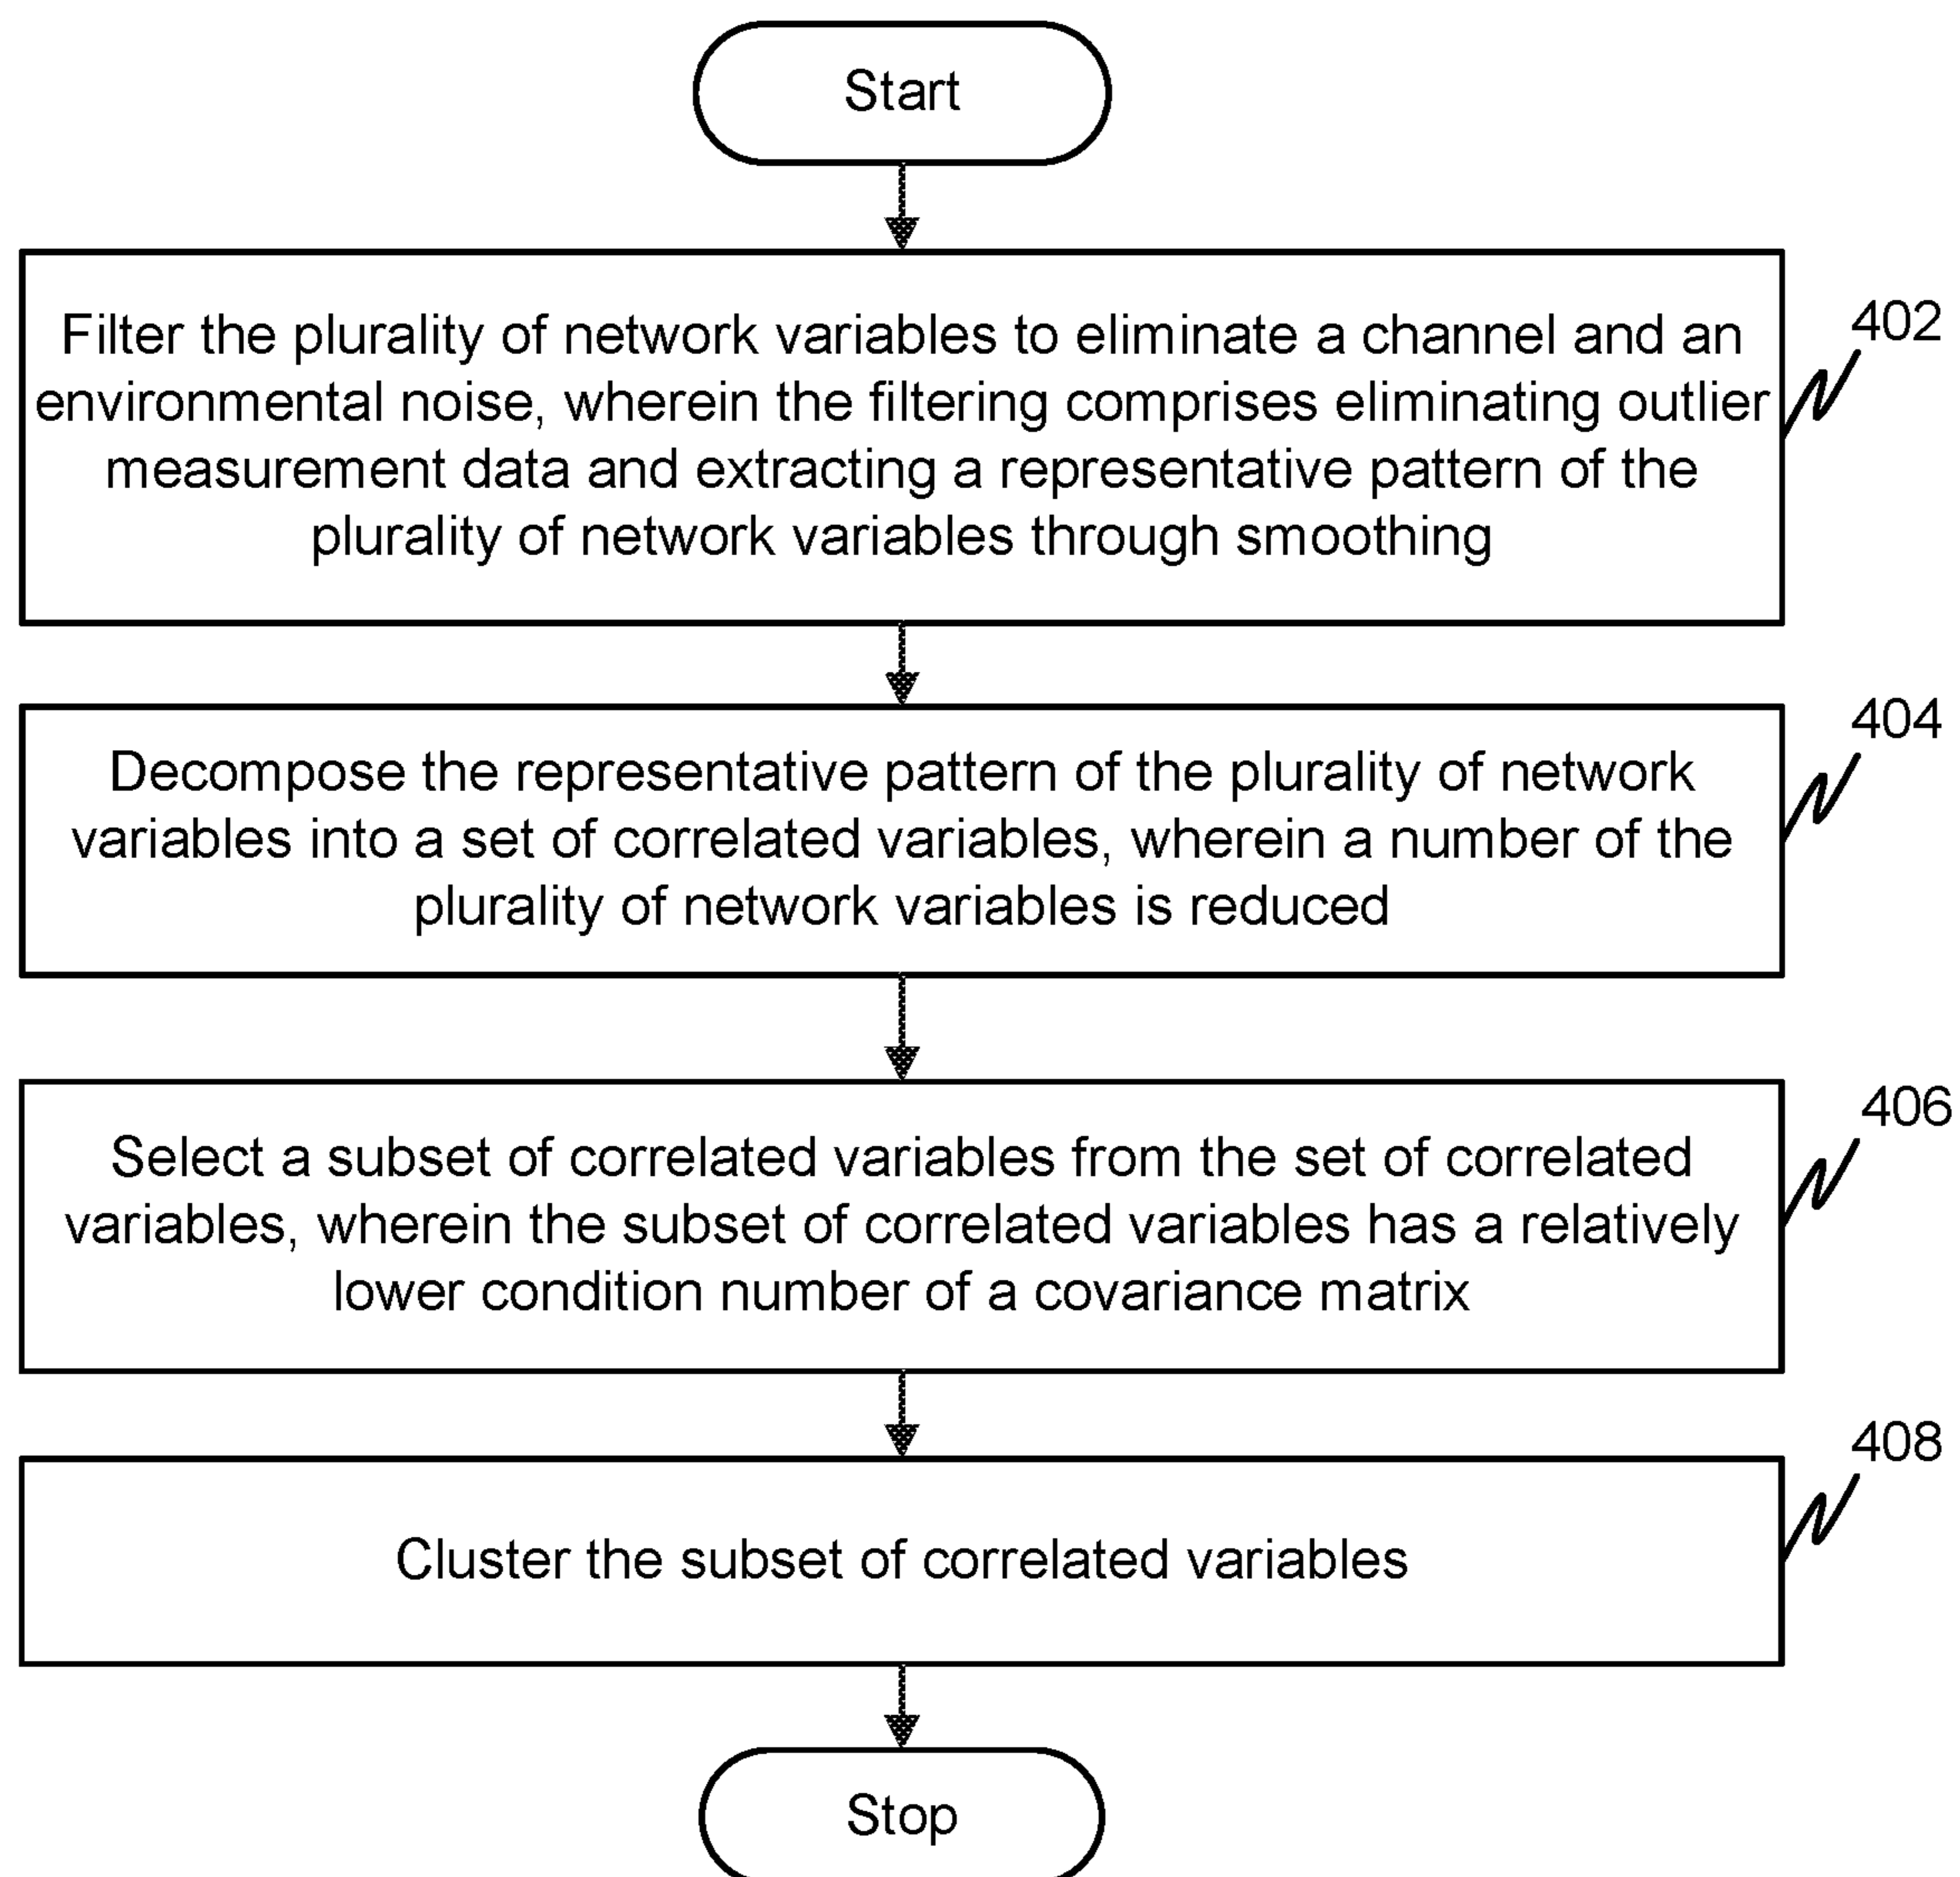 Start
Filter the plurality of network variables to eliminate a channel and an
environmental noise, wherein the filtering comprises eliminating outlier
measurement data and extracting a representative pattern of the
plurality of network variables through smoothing
402
Decompose the representative pattern of the plurality of network
variables into a set of correlated variables, wherein a number of the
plurality of network variables is reduced
404
Select a subset of correlated variables from the set of correlated
variables, wherein the subset of correlated variables has a relatively
lower condition number of a covariance matrix
406
Cluster the subset of correlated variables
408
Stop